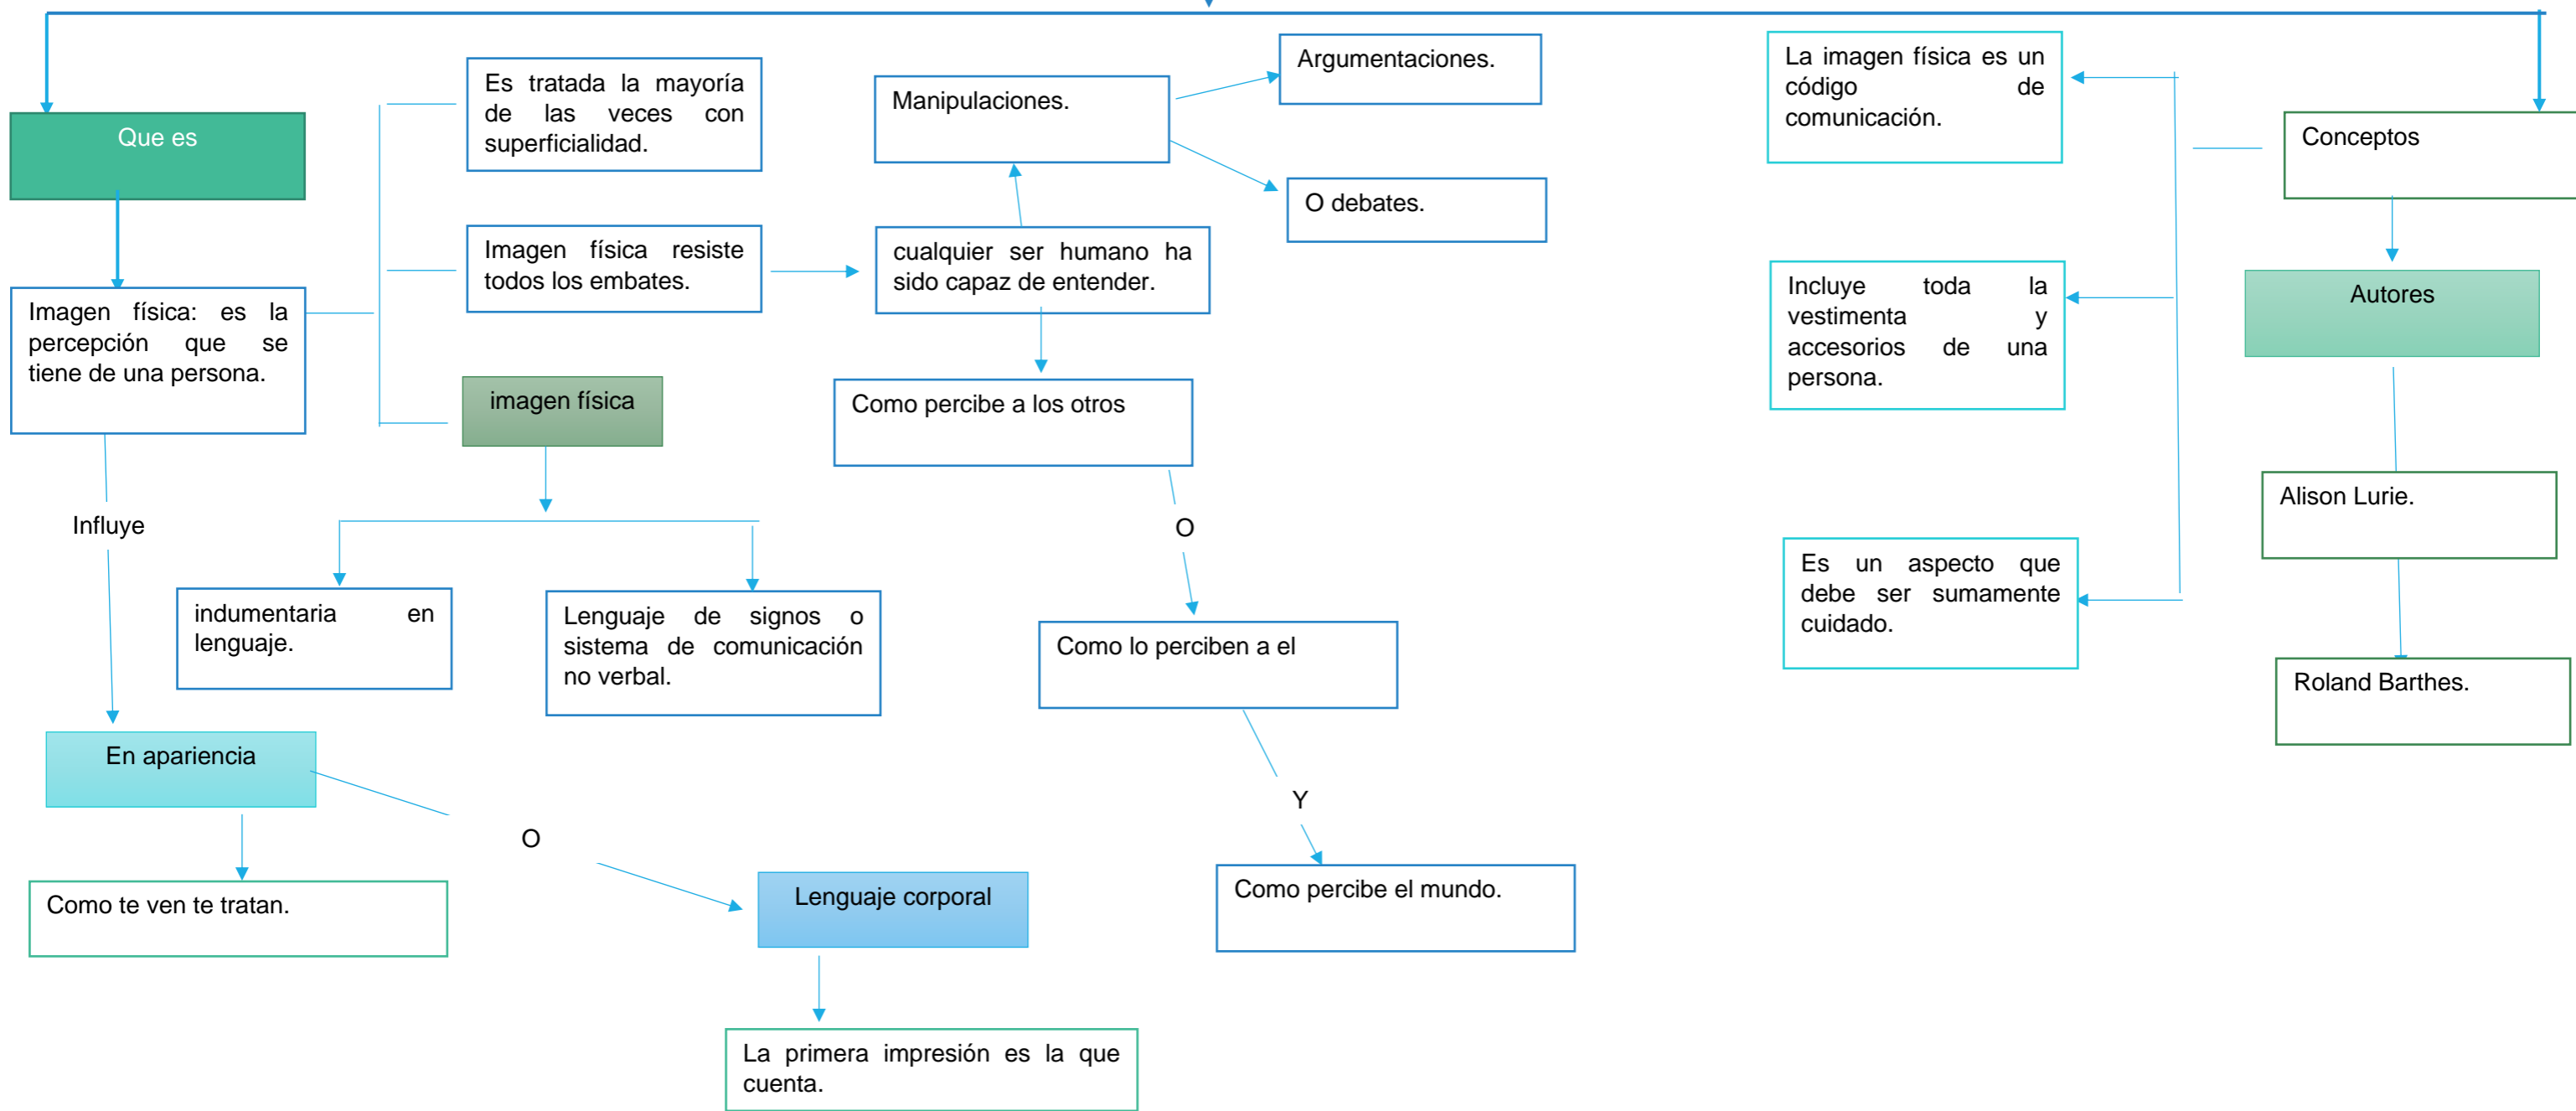 Que es
Imagen física: es la
percepción que se
tiene de una persona.
Influye
En apariencia
Como te ven te tratan.
O
Lenguaje corporal
La primera impresión es la que
cuenta.
Es tratada la mayoría
de las veces con
superficialidad.
Imagen física resiste
todos los embates.
imagen física
indumentaria en
lenguaje.
Lenguaje de signos o
sistema de comunicación
no verbal.
Manipulaciones.
Argumentaciones.
O debates.
cualquier ser humano ha
sido capaz de entender.
Como percibe a los otros
O
Como lo perciben a el
Y
Como percibe el mundo.
La imagen física es un
código de
comunicación.
Incluye toda la
vestimenta y
accesorios de una
persona.
Es un aspecto que
debe ser sumamente
cuidado.
Conceptos
Autores
Alison Lurie.
Roland Barthes.